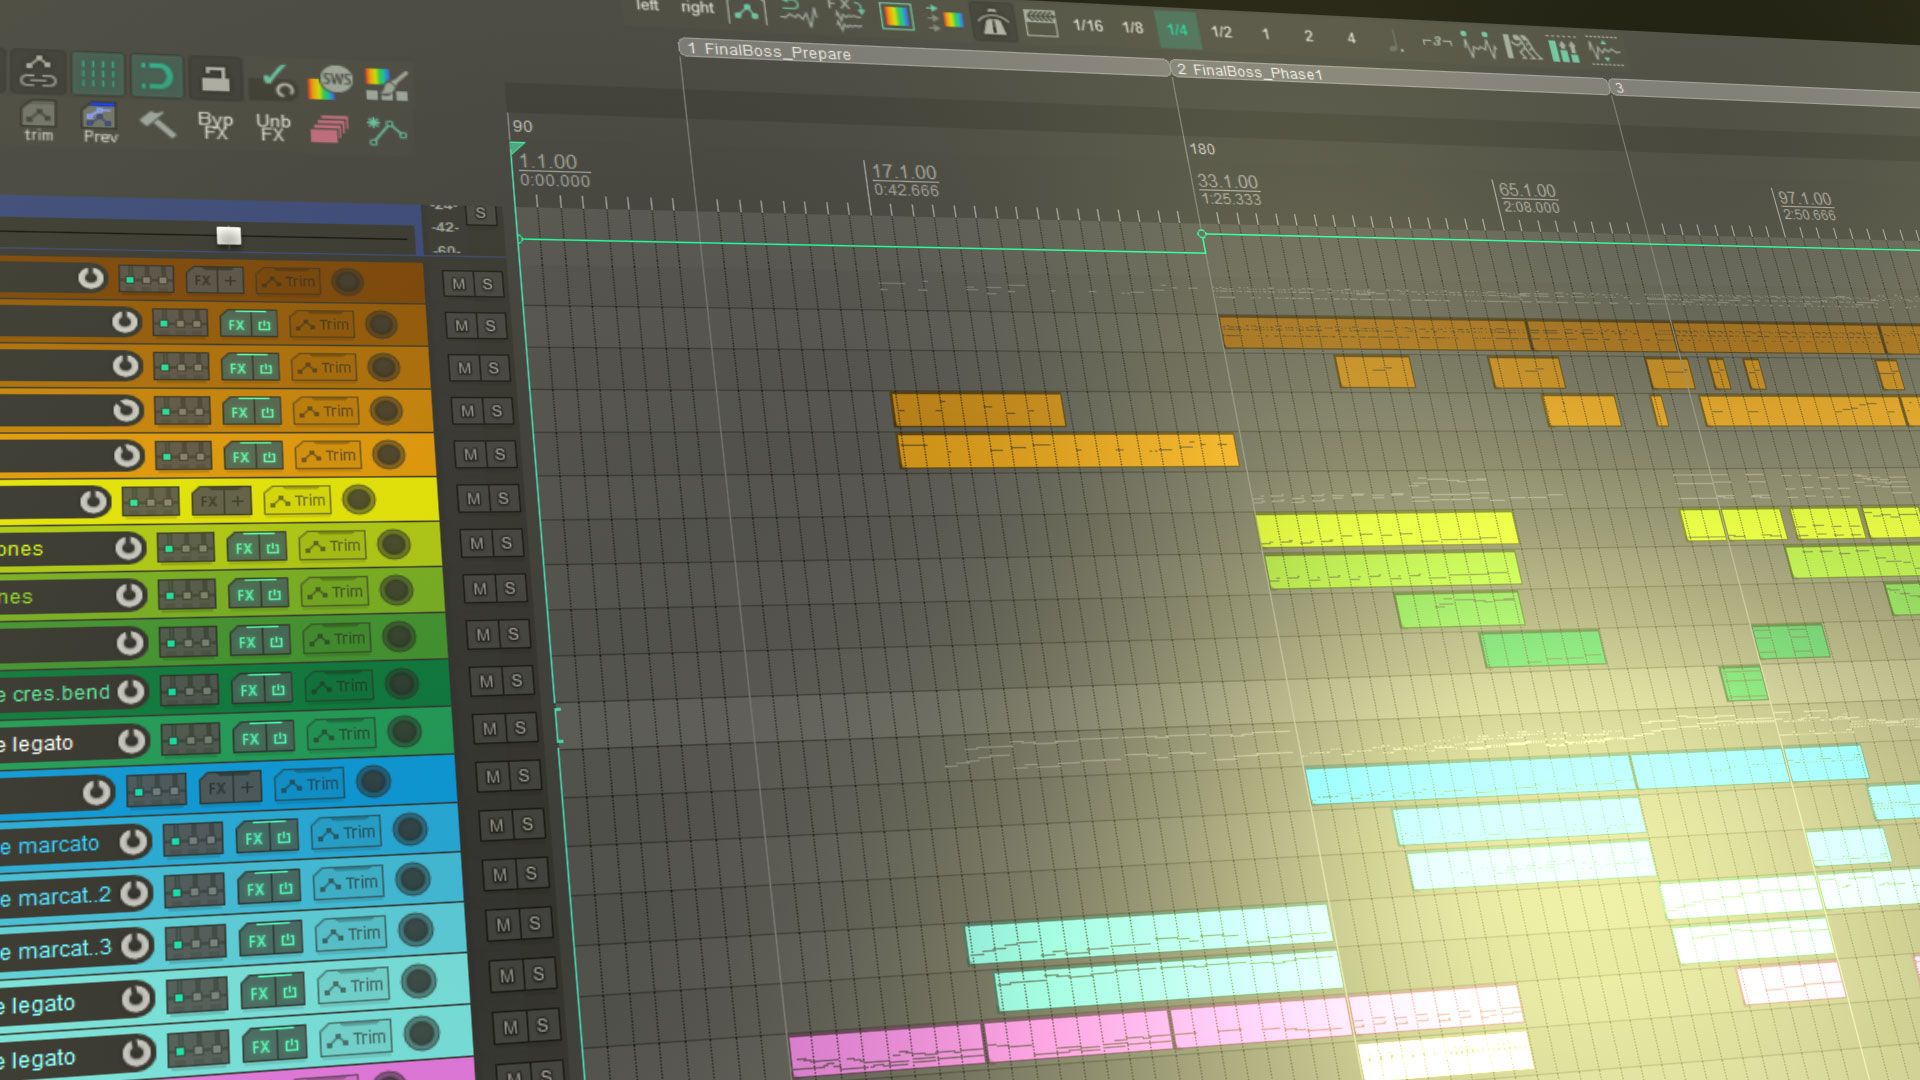 left right FX 1/16 1/8 1/4 1/2 1 2 4 3
1 FinalBoss_Prepare 2 FinalBoss_Phase1 3
SWS
trim Prev Byp FX Unb FX
90 180
1.1.00 17.1.00 33.1.00 65.1.00 97.1.00
0:00.000 0:42.666 1:25.333 2:08.000 2:50.666
-24- S
-42-
-60-
FX + Trim M S
FX Trim M S
FX Trim M S
FX Trim M S
FX Trim M S
FX + Trim M S
ones FX Trim M S
nes FX Trim M S
FX Trim M S
e cres.bend FX Trim M S
e legato FX Trim M S
FX + Trim M S
e marcato FX Trim M S
e marcat..2 FX Trim M S
e marcat..3 FX Trim M S
e legato FX Trim M S
e legato FX Trim M S
M S